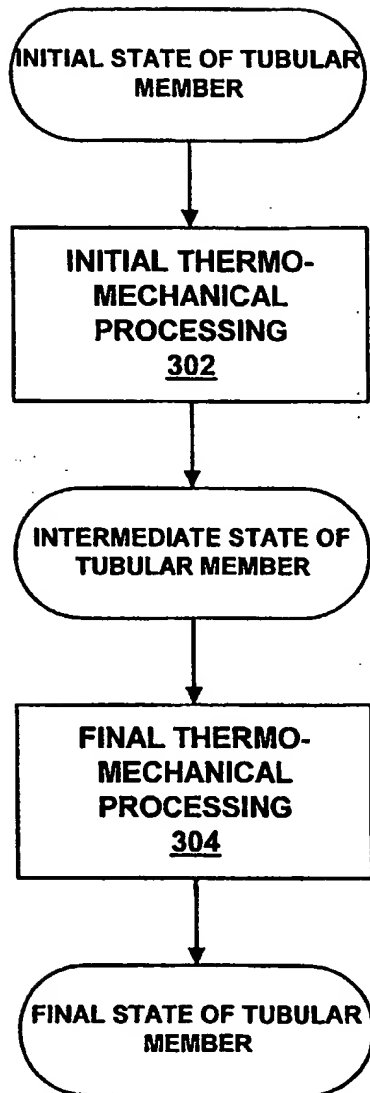 INITIAL STATE OF TUBULAR
MEMBER
INITIAL THERMO-
MECHANICAL
PROCESSING
302
INTERMEDIATE STATE OF
TUBULAR MEMBER
FINAL THERMO-
MECHANICAL
PROCESSING
304
FINAL STATE OF TUBULAR
MEMBER